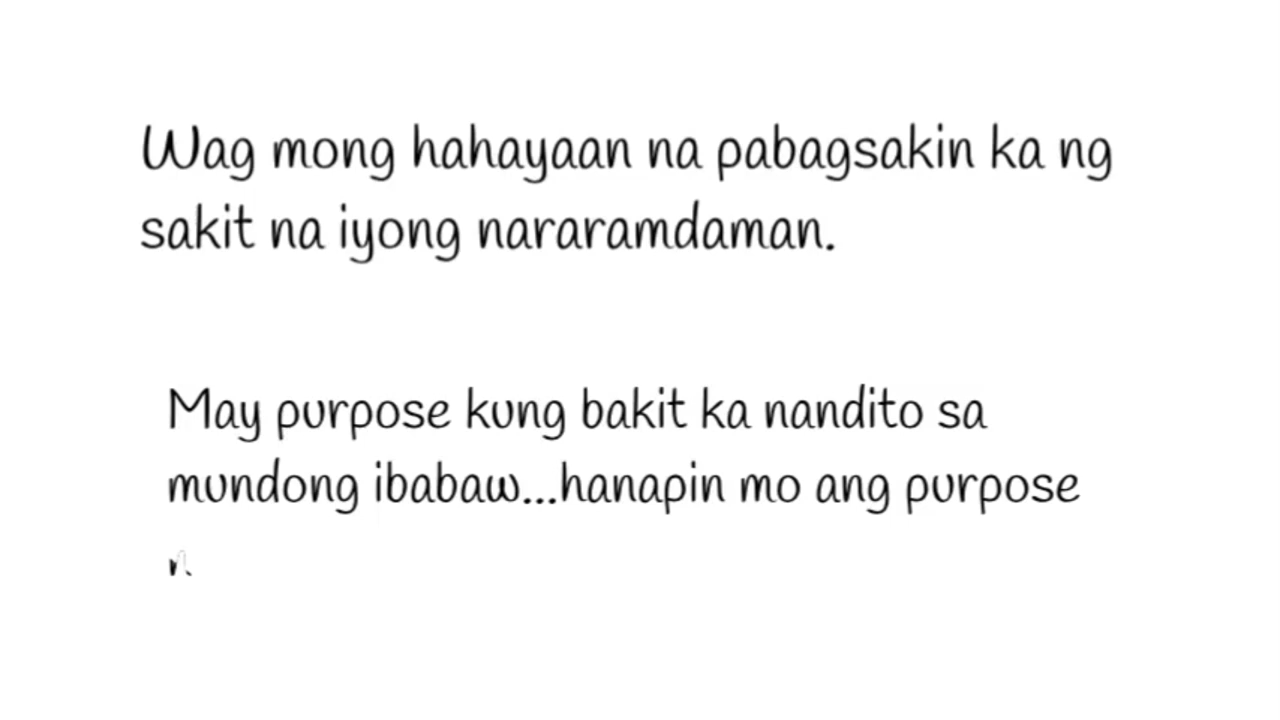 Wag mong hahayaan na pabagsakin ka ng
sakit na iyong nararamdaman.
May purpose kung bakit ka nandito sa
mundong ibabaw...hanapin mo ang purpose